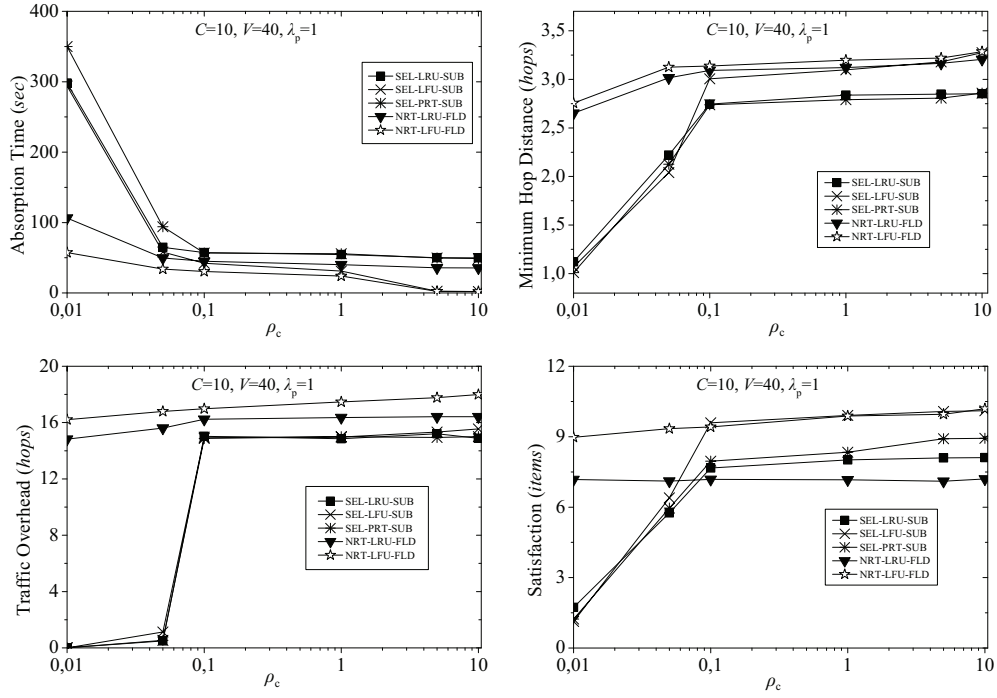 C=10, V=40, λp=1
400
300
200
100
0
Absorption Time (sec)
SEL-LRU-SUB
SEL-LFU-SUB
SEL-PRT-SUB
NRT-LRU-FLD
NRT-LFU-FLD
0,01
0,1
1
10
ρc
C=10, V=40, λp=1
3,5
3,0
2,5
2,0
1,5
1,0
Minimum Hop Distance (hops)
SEL-LRU-SUB
SEL-LFU-SUB
SEL-PRT-SUB
NRT-LRU-FLD
NRT-LFU-FLD
0,01
0,1
1
10
ρc
C=10, V=40, λp=1
20
16
12
8
4
0
Traffic Overhead (hops)
SEL-LRU-SUB
SEL-LFU-SUB
SEL-PRT-SUB
NRT-LRU-FLD
NRT-LFU-FLD
0,01
0,1
1
10
ρc
C=10, V=40, λp=1
12
9
6
3
0
Satisfaction (items)
SEL-LRU-SUB
SEL-LFU-SUB
SEL-PRT-SUB
NRT-LRU-FLD
NRT-LFU-FLD
0,01
0,1
1
10
ρc